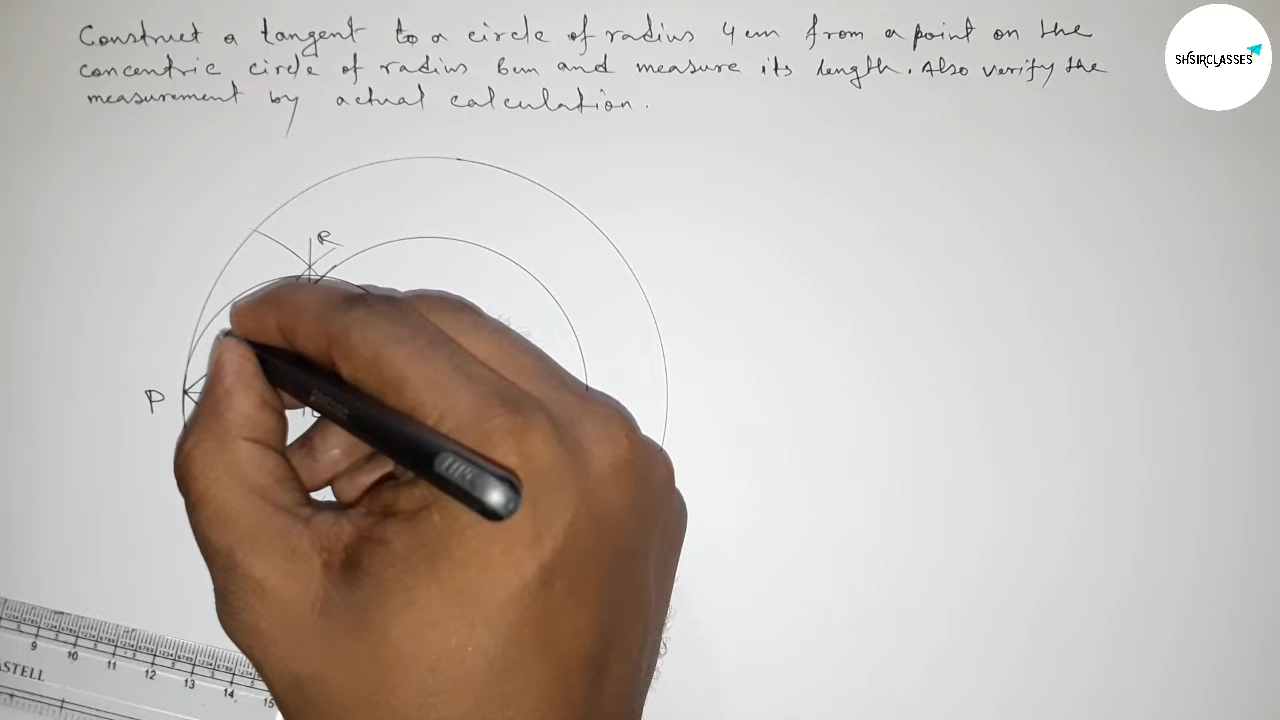 Construct a tangent to a circle of radius 4 cm from a point on the
concentric circle of radius 6cm and measure its length. Also verify the
measurement by actual calculation.
SHSIRCLASSES
R
P
9 10 11 12 13 14 15
ASTELL